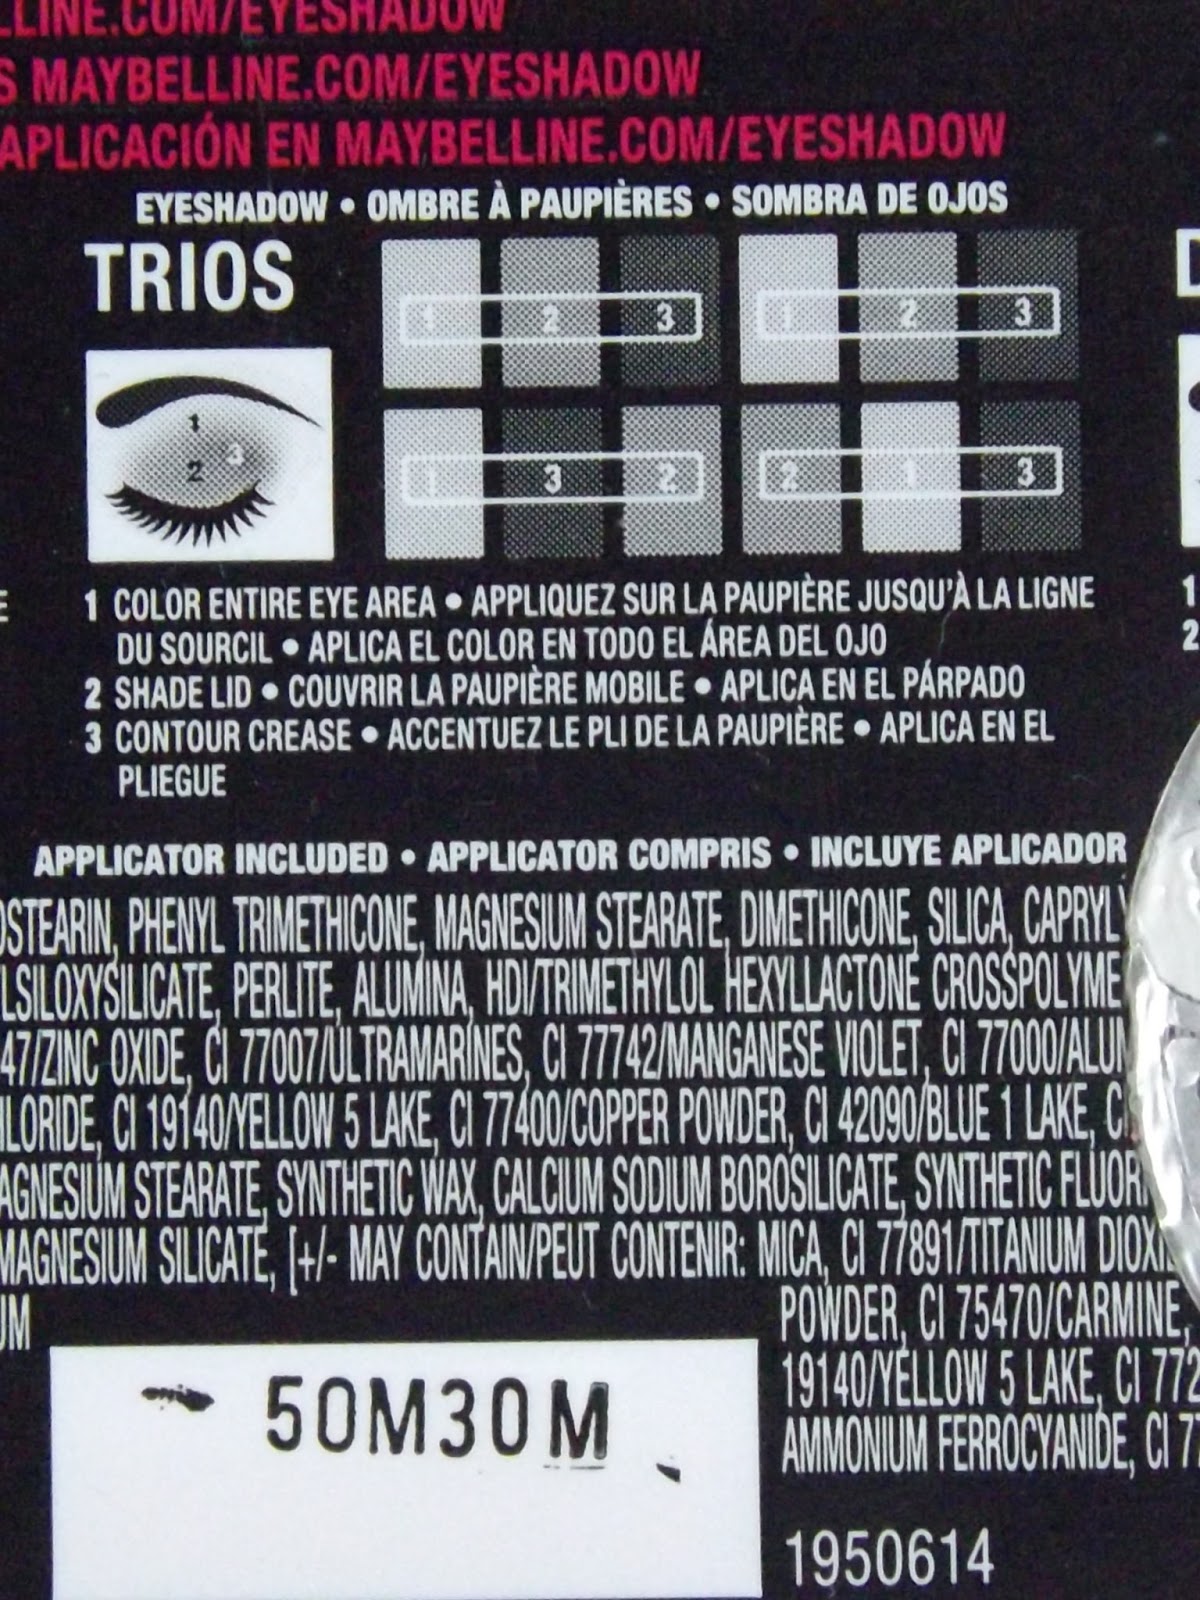 LLINE.COM/EYESHADOW
S MAYBELLINE.COM/EYESHADOW
APLICACIÓN EN MAYBELLINE.COM/EYESHADOW
EYESHADOW • OMBRE À PAUPIÈRES • SOMBRA DE OJOS
TRIOS
1 2 3 1 2 3
1 3 2 2 1 3
1
3
2
1 COLOR ENTIRE EYE AREA • APPLIQUEZ SUR LA PAUPIÈRE JUSQU'À LA LIGNE
DU SOURCIL • APLICA EL COLOR EN TODO EL ÁREA DEL OJO
2 SHADE LID • COUVRIR LA PAUPIÈRE MOBILE • APLICA EN EL PÁRPADO
3 CONTOUR CREASE • ACCENTUEZ LE PLI DE LA PAUPIÈRE • APLICA EN EL
PLIEGUE
1
2
APPLICATOR INCLUDED • APPLICATOR COMPRIS • INCLUYE APLICADOR
OSTEARIN, PHENYL TRIMETHICONE, MAGNESIUM STEARATE, DIMETHICONE, SILICA, CAPRYLY
LSILOXYSILICATE, PERLITE, ALUMINA, HDI/TRIMETHYLOL HEXYLLACTONE CROSSPOLYME
47/ZINC OXIDE, CI 77007/ULTRAMARINES, CI 77742/MANGANESE VIOLET, CI 77000/ALUM
HLORIDE, CI 19140/YELLOW 5 LAKE, CI 77400/COPPER POWDER, CI 42090/BLUE 1 LAKE, C
AGNESIUM STEARATE, SYNTHETIC WAX, CALCIUM SODIUM BOROSILICATE, SYNTHETIC FLUOR
MAGNESIUM SILICATE, [+/- MAY CONTAIN/PEUT CONTENIR: MICA, CI 77891/TITANIUM DIOXI
UM POWDER, CI 75470/CARMINE,
19140/YELLOW 5 LAKE, CI 772
AMMONIUM FERROCYANIDE, CI 77
50M30M
1950614